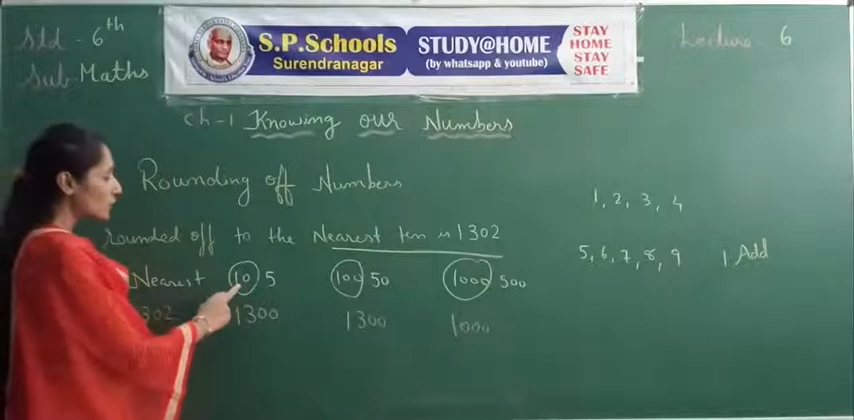 Std - 6th
Sub- Maths
S.P.Schools
Surendranagar
STUDY@HOME
(by whatsapp & youtube)
STAY
HOME
STAY
SAFE
Lecture 6
Ch-1 Knowing our Numbers
Rounding off Numbers
1, 2, 3, 4
rounded off to the Nearest ten is 1302
5, 6, 7, 8, 9 1 Add
Nearest 10 5 100 50 1000 500
302 1300 1300 1000